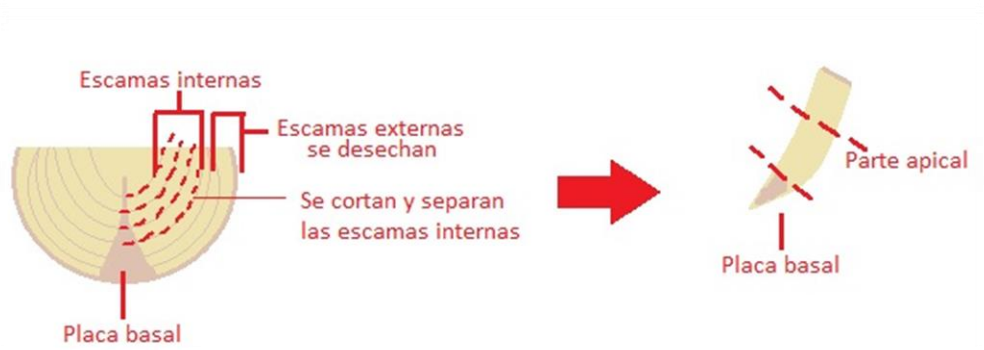 Escamas internas
Escamas externas
se desechan
Se cortan y separan
las escamas internas
Placa basal
Parte apical
Placa basal